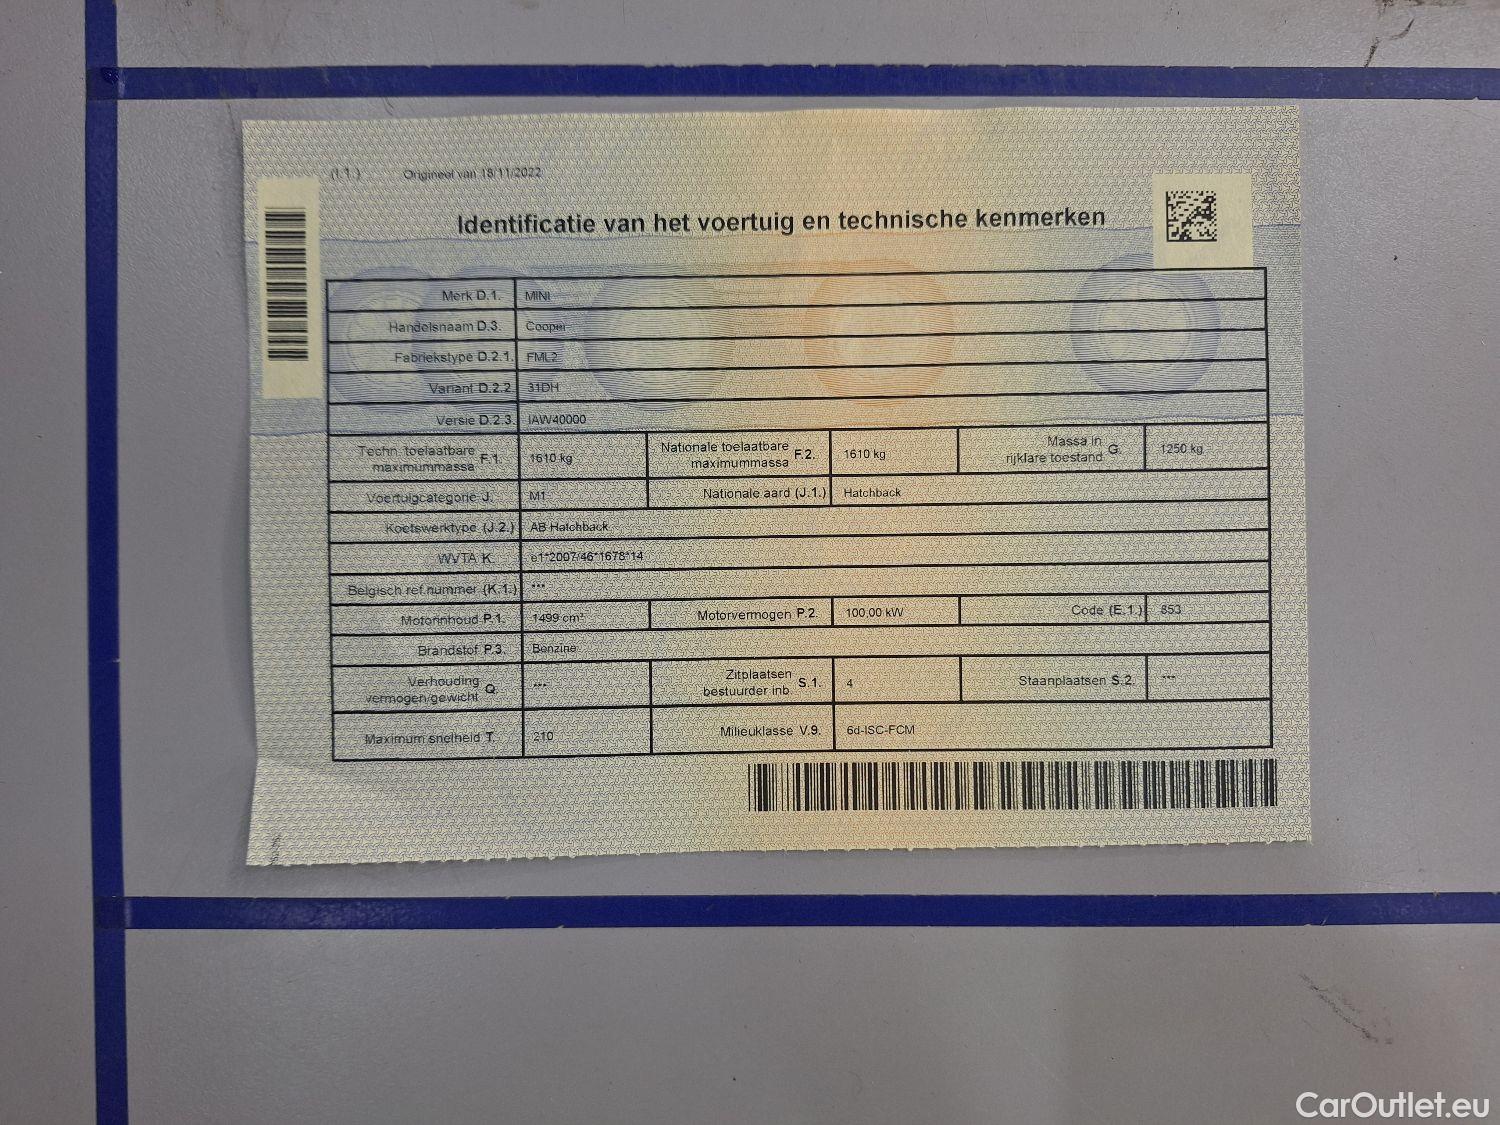 (I.1.) Origineel van 18/11/2022
Identificatie van het voertuig en technische kenmerken
Merk D.1. MINI
Handelsnaam D.3. Cooper
Fabriekstype D.2.1. FML2
Variant D.2.2 31DH
Versie D.2.3. IAW40000
Techn. toelaatbare maximummassa F.1. 1610 kg Nationale toelaatbare maximummassa F.2. 1610 kg Massa in rijklare toestand G. 1250 kg
Voertuigcategorie J. M1 Nationale aard (J.1.) Hatchback
Koetswerktype (J.2.) AB Hatchback
WVTA K. e1*2007/46*1678*14
Belgisch ref.nummer (K.1.) ***
Motorinhoud P.1. 1499 cm³ Motorvermogen P.2. 100,00 kW Code (E.1.) 853
Brandstof P.3. Benzine
Verhouding vermogen/gewicht Q. *** Zitplaatsen bestuurder inb. S.1. 4 Staanplaatsen S.2. ***
Maximum snelheid T. 210 Milieuklasse V.9. 6d-ISC-FCM
CarOutlet.eu